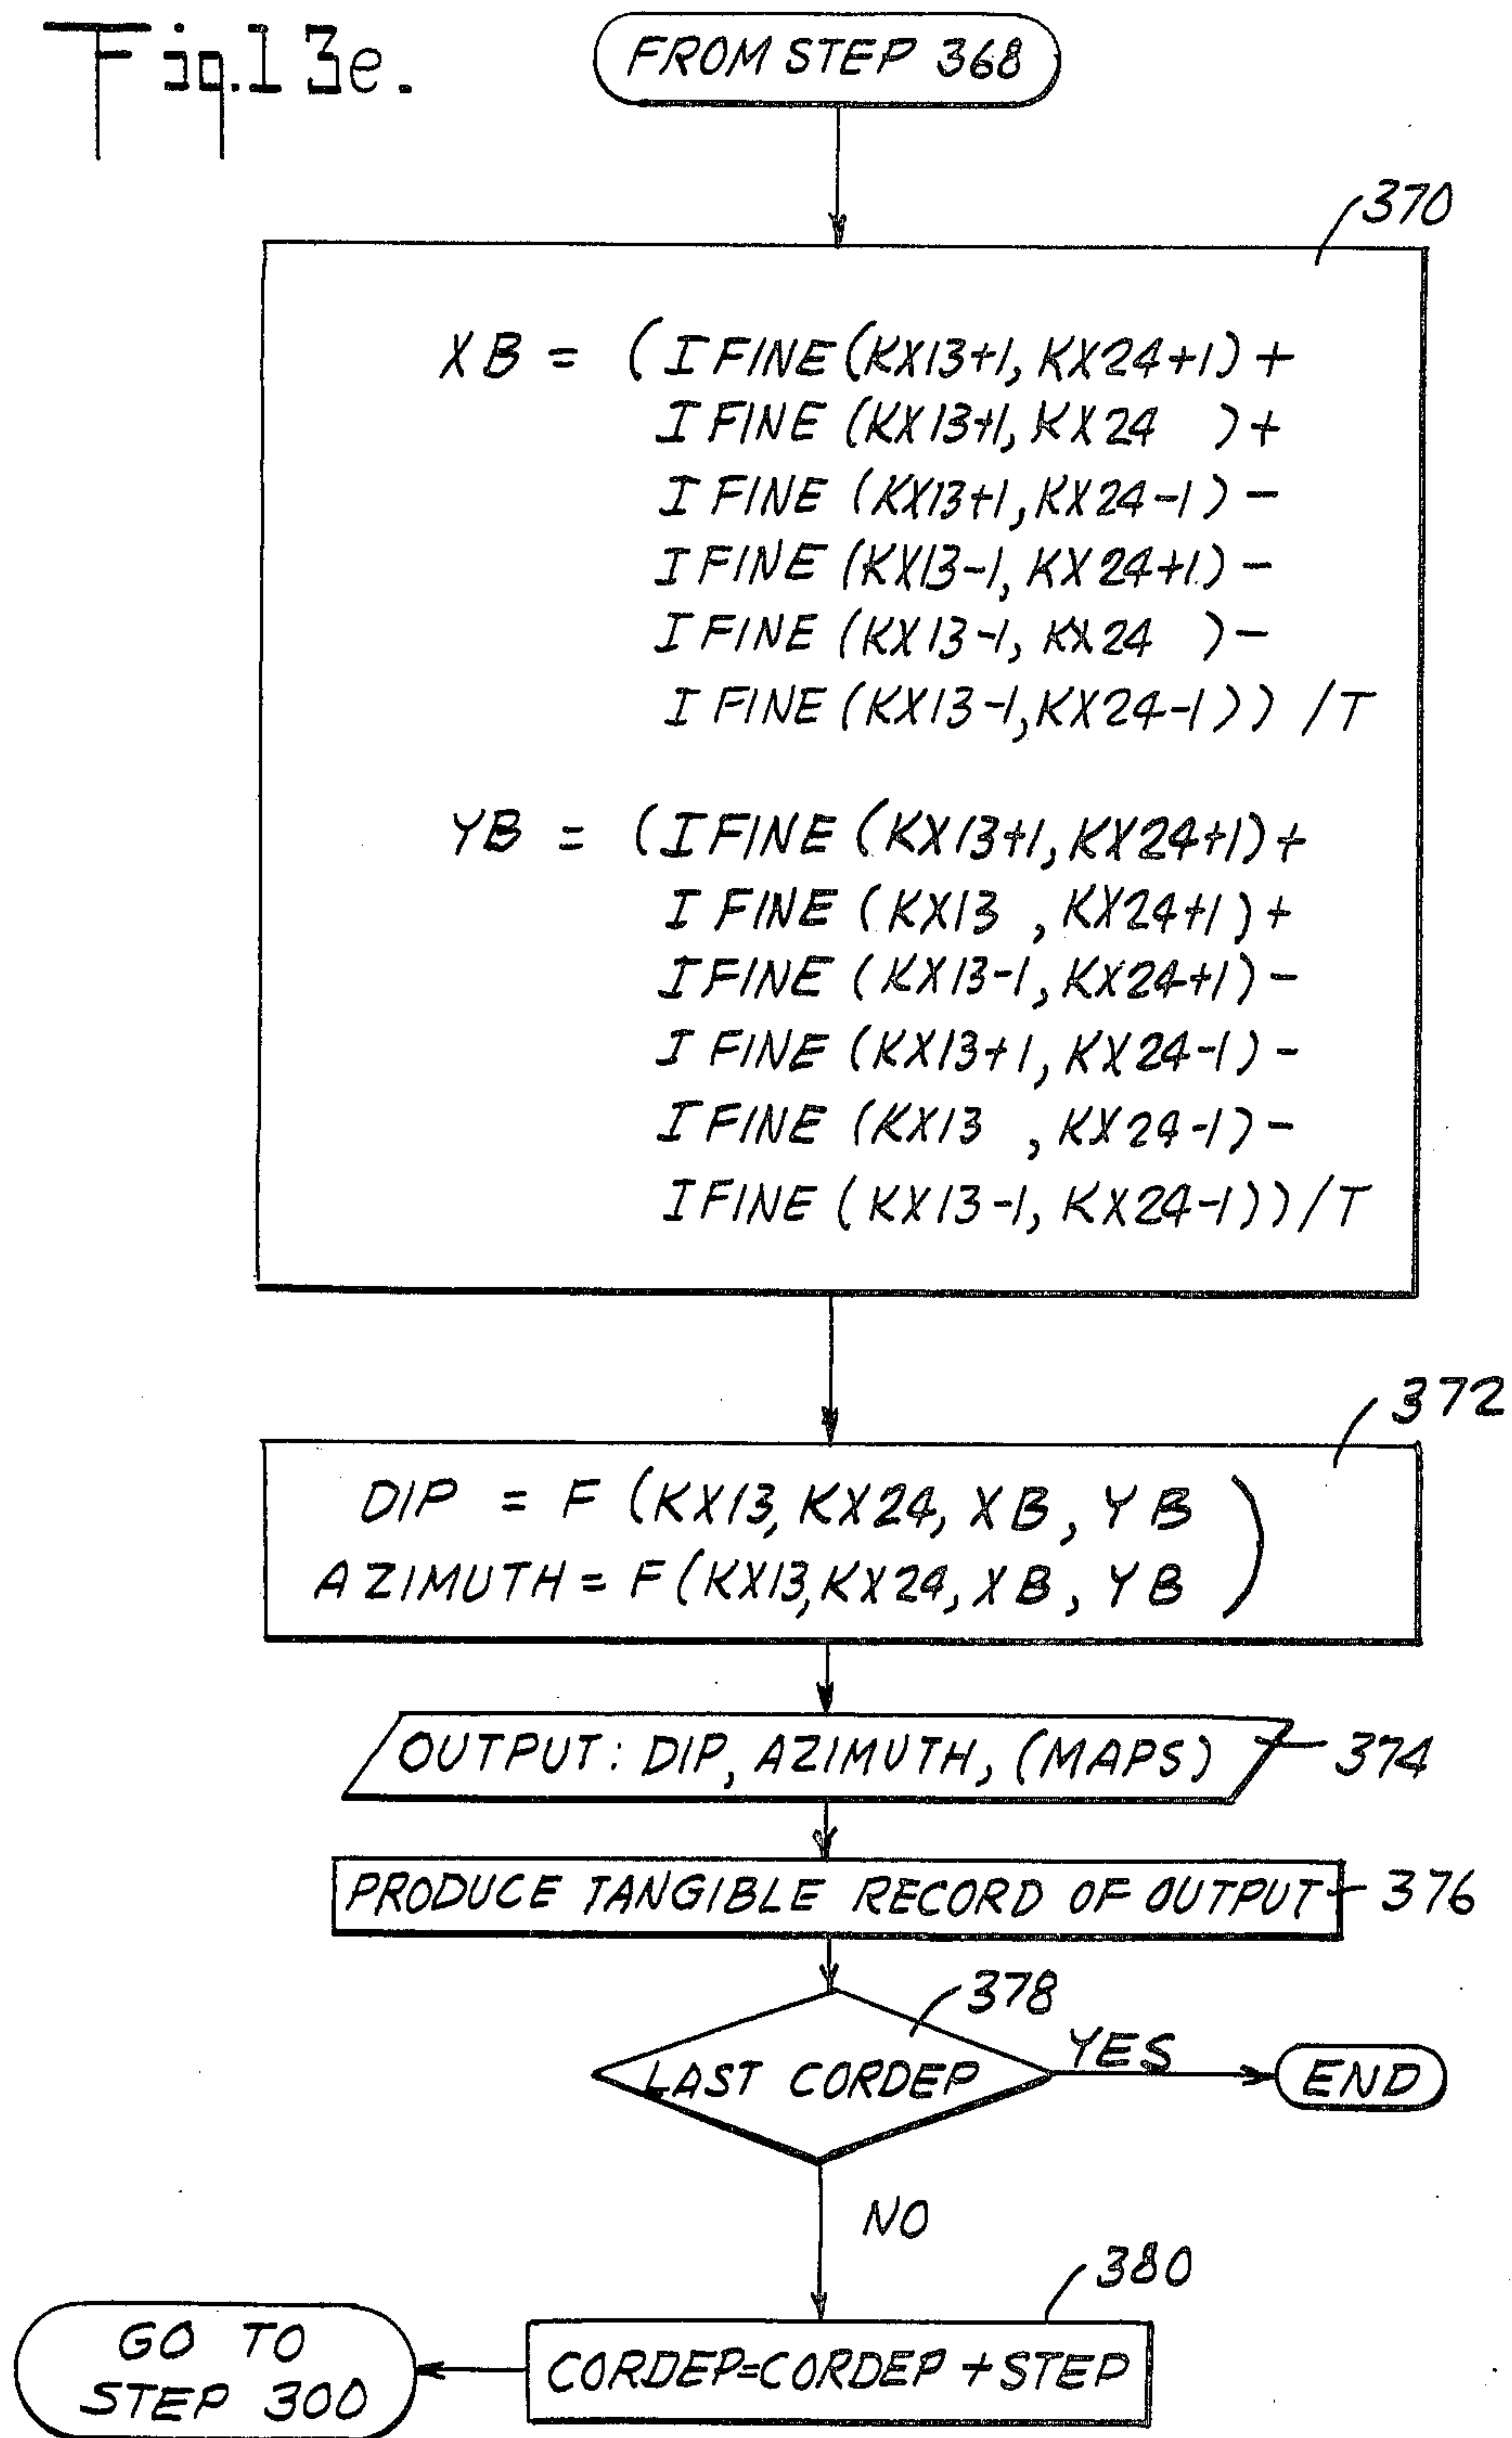 Fig.13e.
FROM STEP 368
370
XB = (IFINE(KX13+1, KX24+1)+
IFINE (KX13+1, KX24 )+
IFINE (KX13+1, KX24-1)-
IFINE (KX13-1, KX24+1)-
IFINE (KX13-1, KX24 )-
IFINE (KX13-1, KX24-1)) /T
YB = (IFINE (KX13+1, KX24+1)+
IFINE (KX13 , KX24+1)+
IFINE (KX13-1, KX24+1)-
IFINE (KX13+1, KX24-1)-
IFINE (KX13 , KX24-1)-
IFINE (KX13-1, KX24-1))/T
372
DIP = F (KX13, KX24, XB, YB
AZIMUTH = F(KX13, KX24, XB, YB )
OUTPUT: DIP, AZIMUTH, (MAPS) 374
PRODUCE TANGIBLE RECORD OF OUTPUT 376
378
LAST CORDEP YES END
NO
380
GO TO
STEP 300
CORDEP=CORDEP+STEP